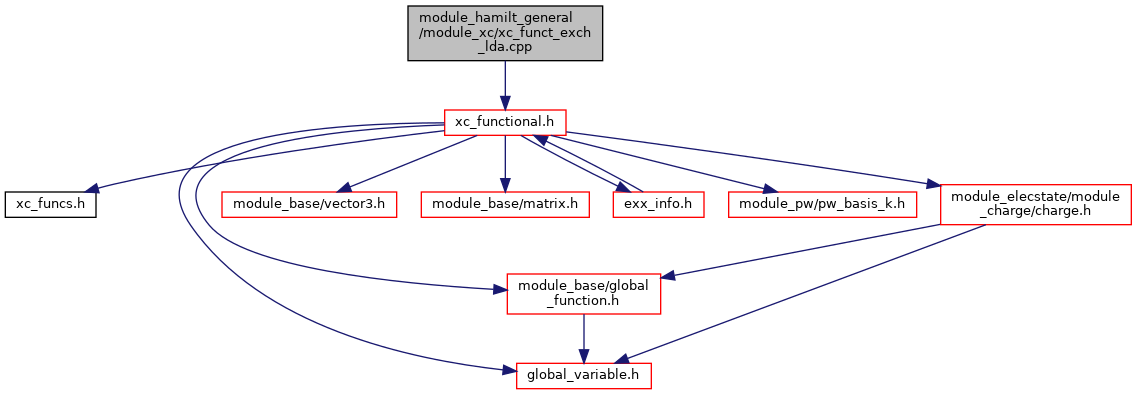 module_hamilt_general
/module_xc/xc_funct_exch
_lda.cpp
xc_functional.h
xc_funcs.h
module_base/vector3.h
module_base/matrix.h
exx_info.h
module_pw/pw_basis_k.h
module_elecstate/module
_charge/charge.h
module_base/global
_function.h
global_variable.h